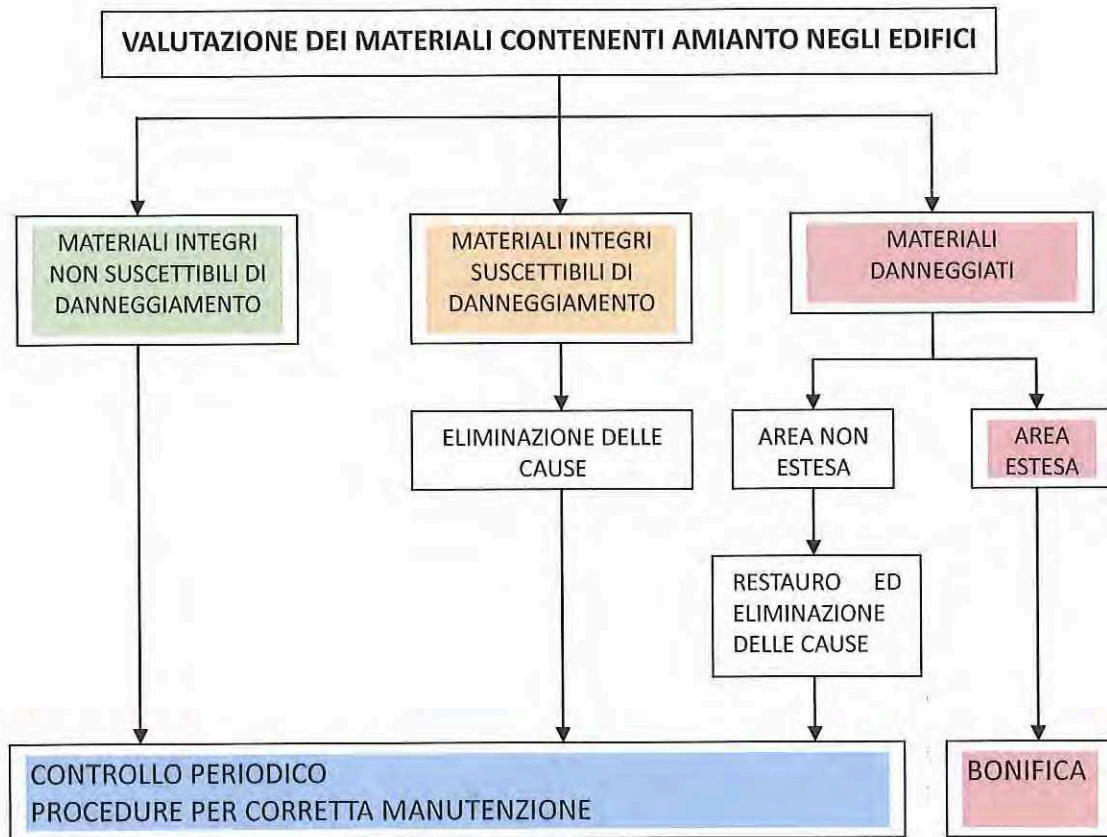 VALUTAZIONE DEI MATERIALI CONTENENTI AMIANTO NEGLI EDIFICI
MATERIALI INTEGRI
NON SUSCETTIBILI DI
DANNEGGIAMENTO
MATERIALI INTEGRI
SUSCETTIBILI DI
DANNEGGIAMENTO
MATERIALI
DANNEGGIATI
ELIMINAZIONE DELLE
CAUSE
AREA NON
ESTESA
AREA
ESTESA
RESTAURO ED
ELIMINAZIONE
DELLE CAUSE
CONTROLLO PERIODICO
PROCEDURE PER CORRETTA MANUTENZIONE
BONIFICA